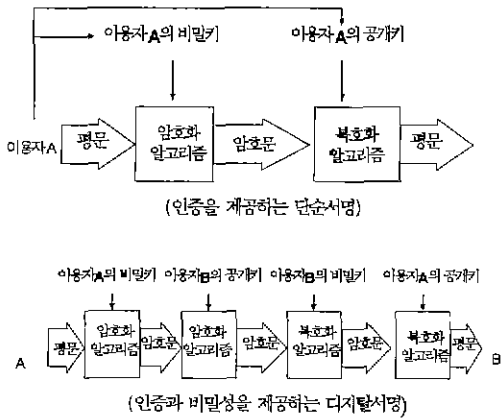 이용자A의 비밀키 이용자A의 공개키
이용자A 평문 암호화 알고리즘 암호문 복호화 알고리즘 평문
(인증을 제공하는 단순서명)
이용자A의 비밀키 이용자B의 공개키 이용자B의 비밀키 이용자A의 공개키
A 평문 암호화 알고리즘 암호문 암호화 알고리즘 암호문 복호화 알고리즘 암호문 복호화 알고리즘 평문 B
(인증과 비밀성을 제공하는 디지탈서명)